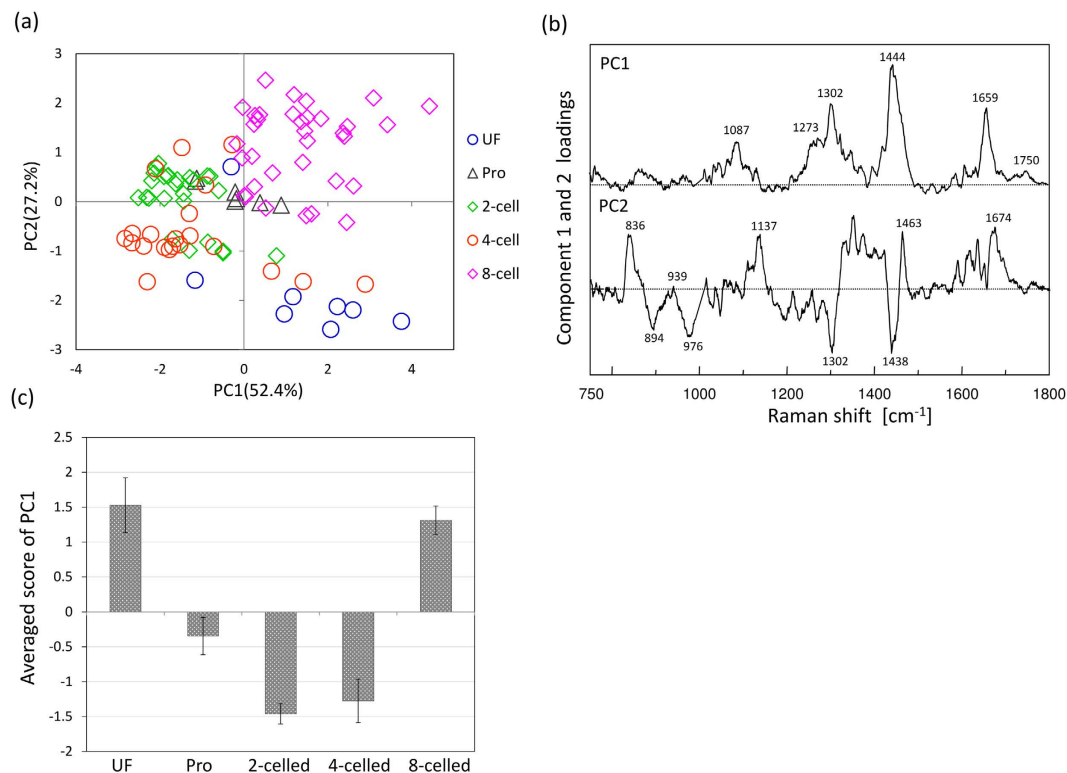 (a)
3
2
1
0
-1
-2
-3
-4
-2
0
2
4
PC2(27.2%)
PC1(52.4%)
UF
Pro
2-cell
4-cell
8-cell
(b)
PC1
1087
1273
1302
1444
1659
1750
PC2
836
894
939
976
1137
1302
1438
1463
1674
Component 1 and 2 loadings
750
1000
1200
1400
1600
1800
Raman shift [cm-1]
(c)
2.5
2
1.5
1
0.5
0
-0.5
-1
-1.5
-2
Averaged score of PC1
UF
Pro
2-celled
4-celled
8-celled